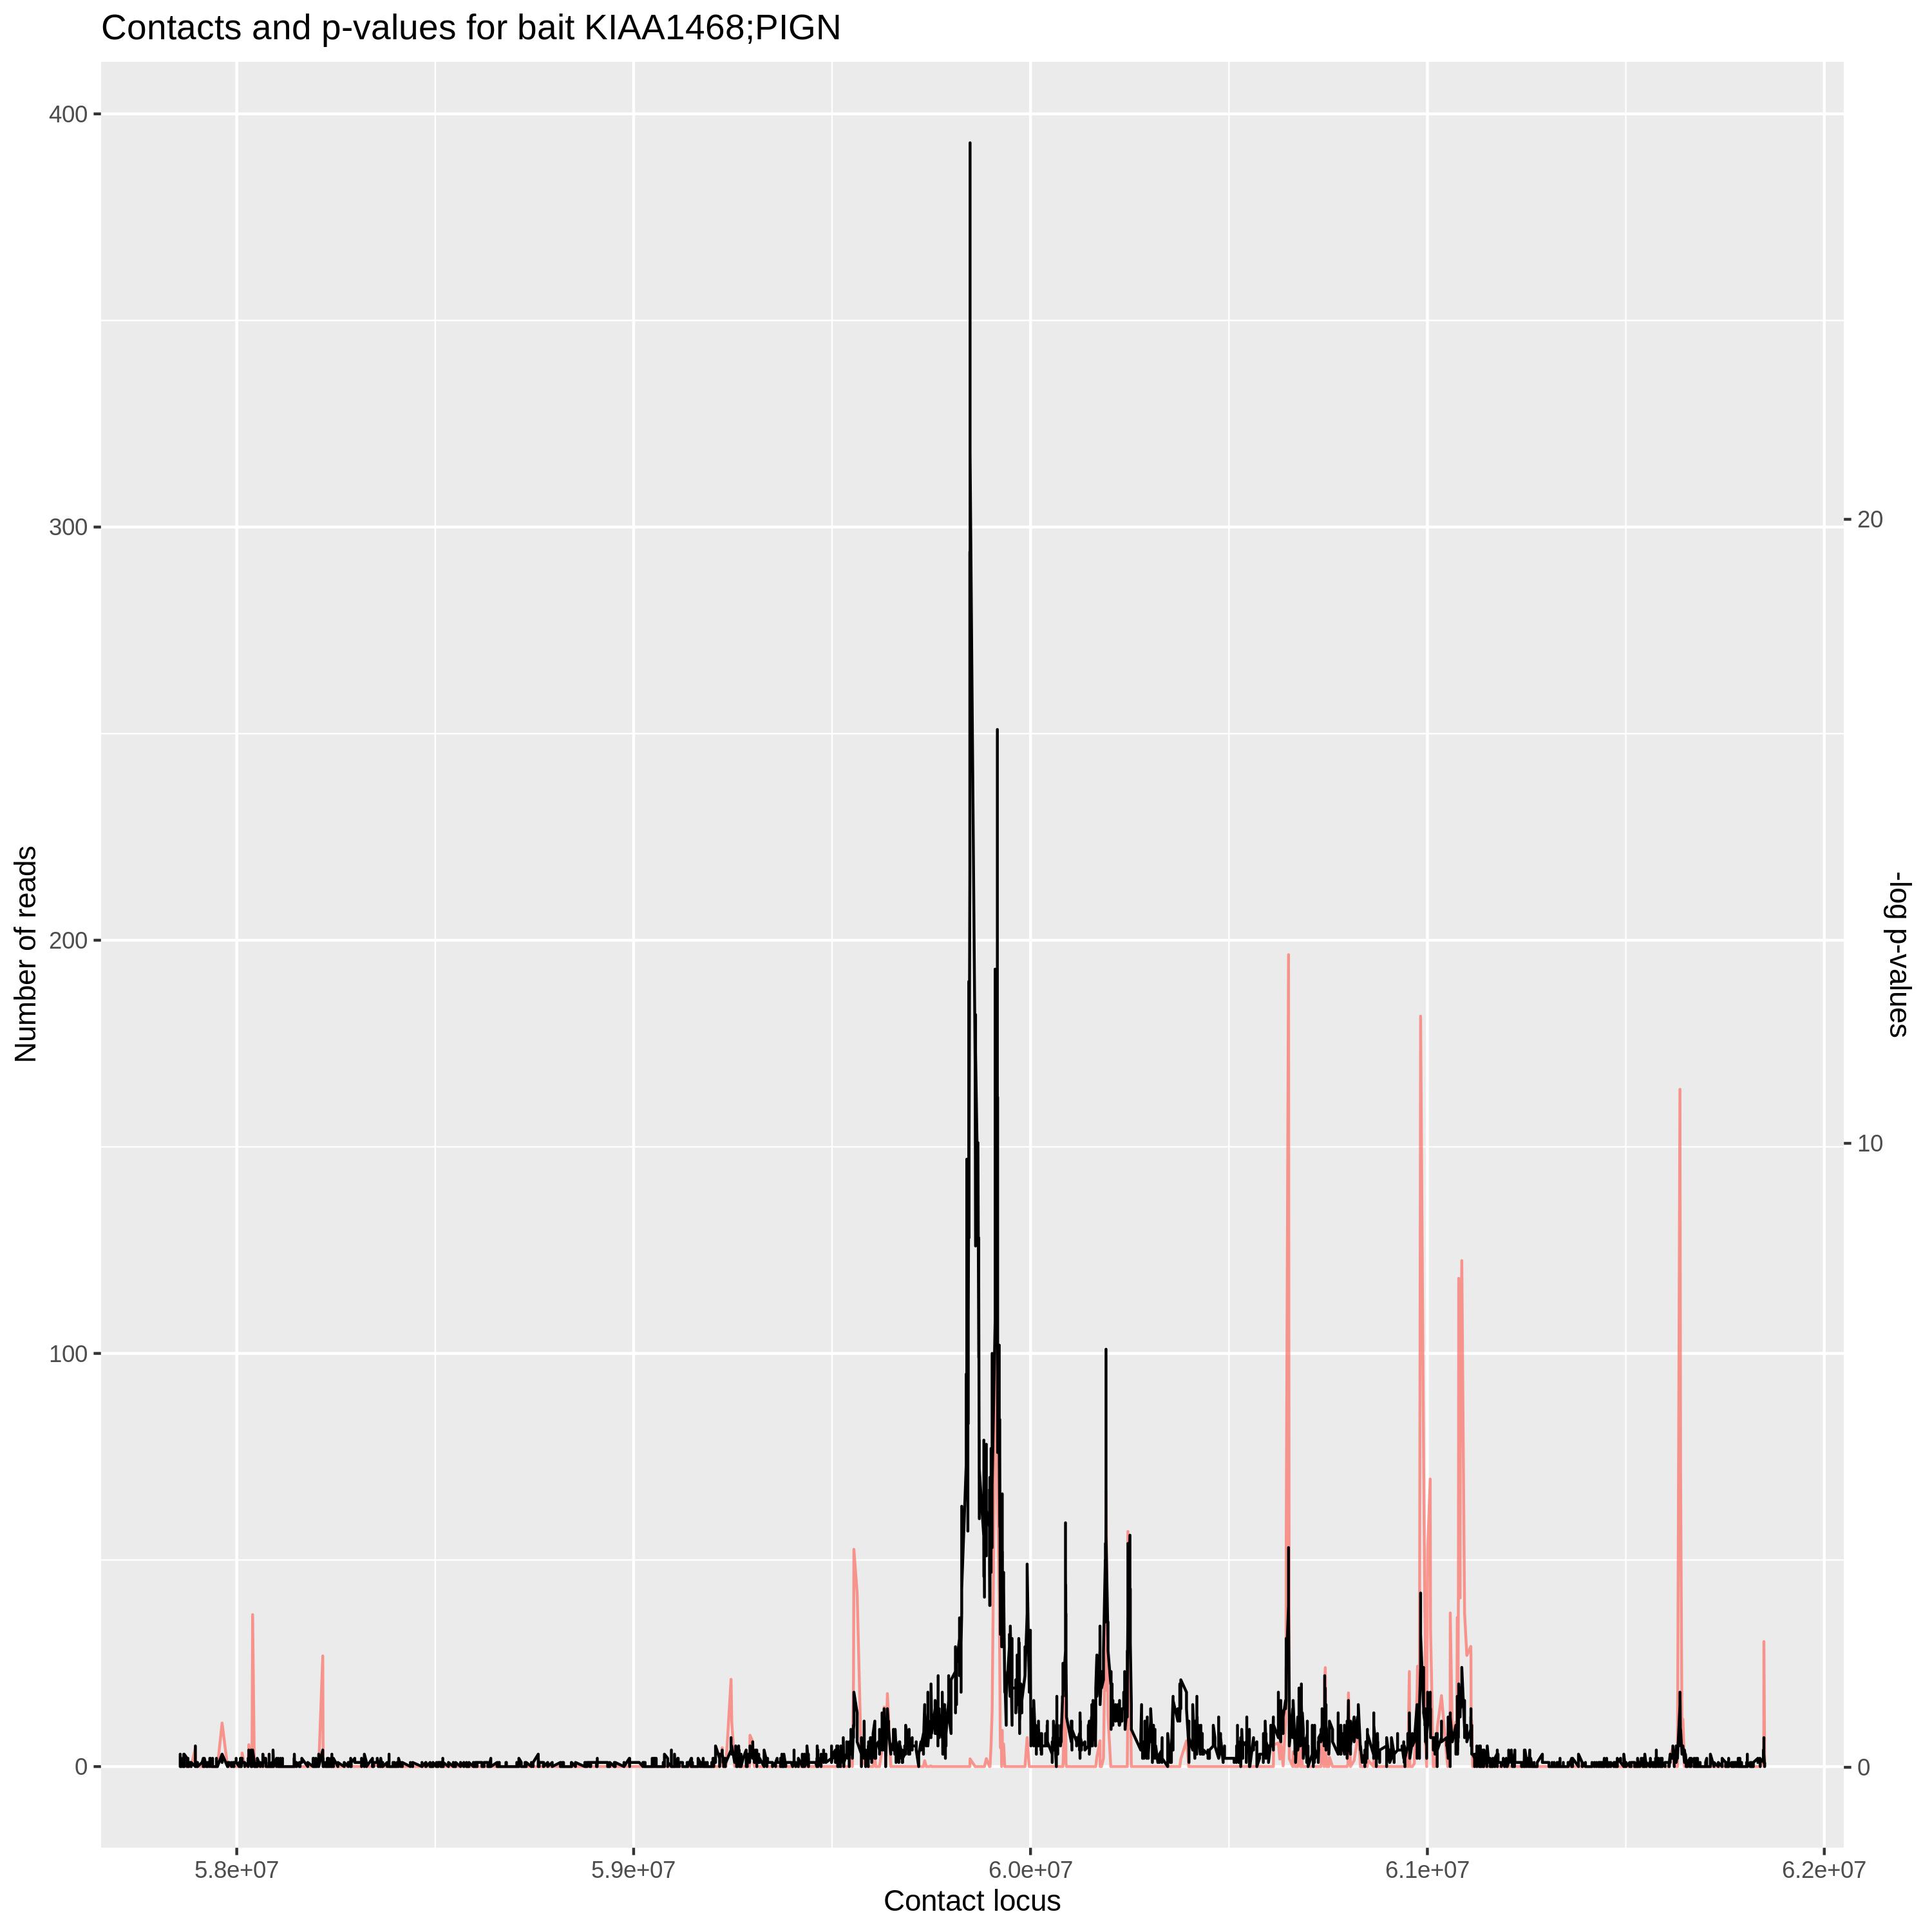 Contacts and p-values for bait KIAA1468;PIGN
400
300
200
100
0
Number of reads
20
10
0
-log p-values
5.8e+07
5.9e+07
6.0e+07
6.1e+07
6.2e+07
Contact locus